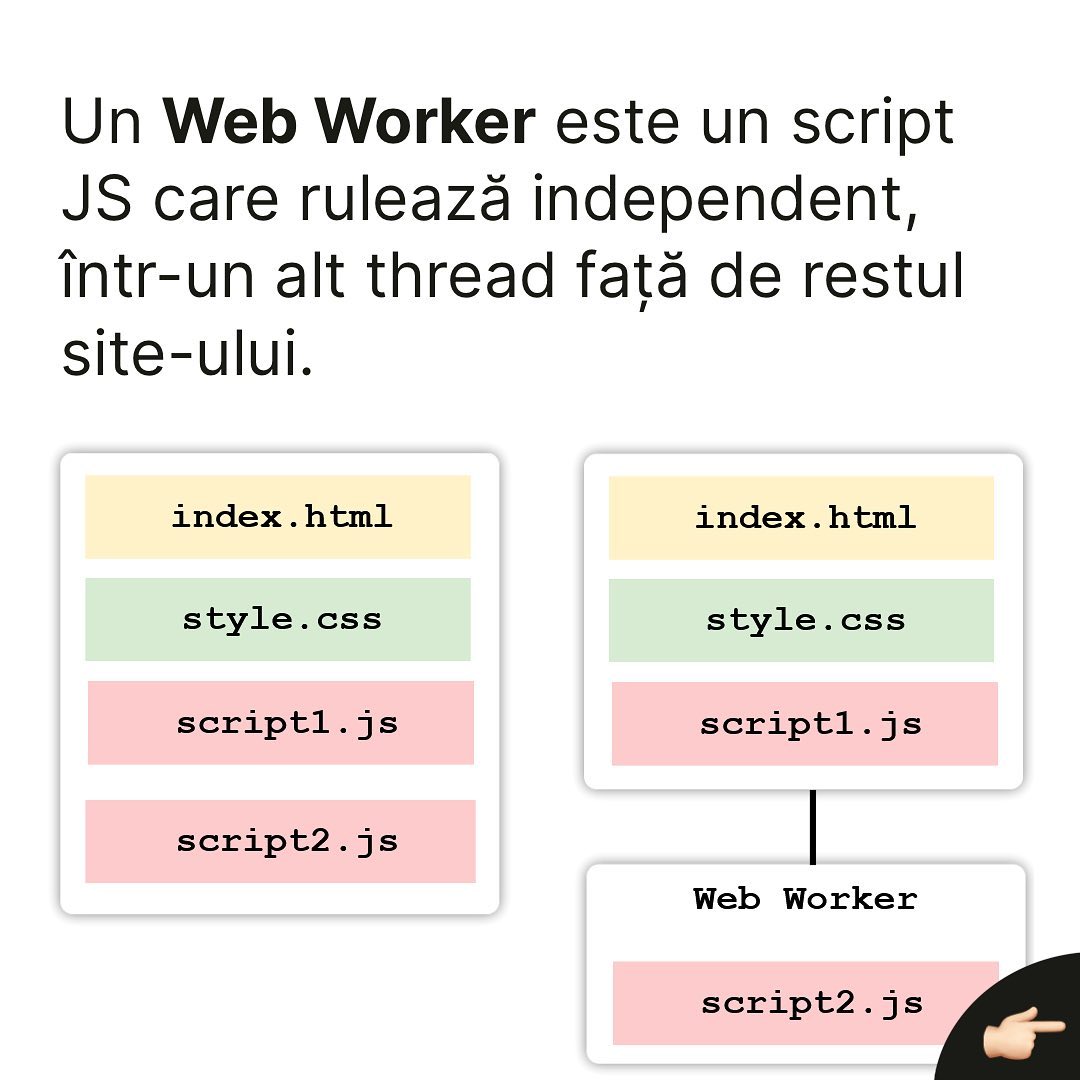 Un Web Worker este un script
JS care rulează independent,
într-un alt thread față de restul
site-ului.
index.html
style.css
script1.js
script2.js
index.html
style.css
script1.js
Web Worker
script2.js